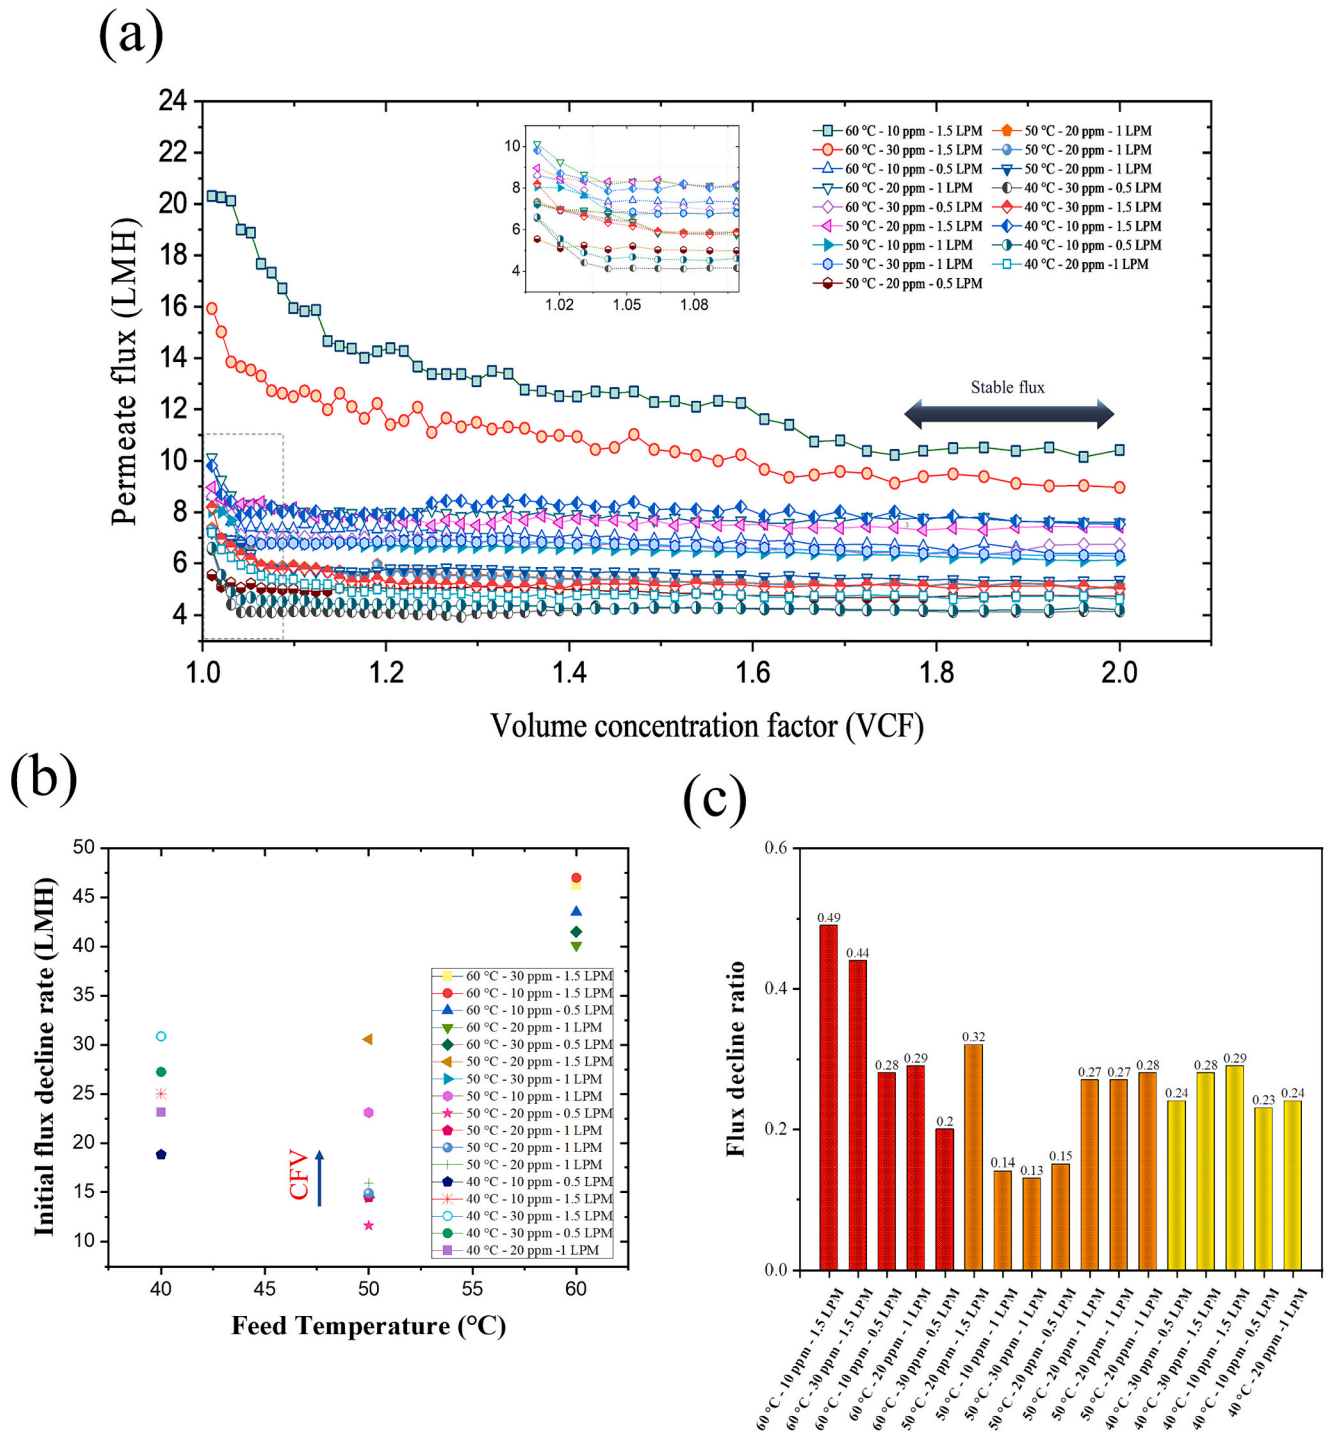 (a)
24
22
20
18
16
14
12
10
8
6
4
Permeate flux (LMH)
1.0
1.2
1.4
1.6
1.8
2.0
Volume concentration factor (VCF)
10
8
6
4
1.02
1.05
1.08
60 °C - 10 ppm - 1.5 LPM
60 °C - 30 ppm - 1.5 LPM
60 °C - 10 ppm - 0.5 LPM
60 °C - 20 ppm - 1 LPM
60 °C - 30 ppm - 0.5 LPM
50 °C - 20 ppm - 1.5 LPM
50 °C - 10 ppm - 1 LPM
50 °C - 30 ppm - 1 LPM
50 °C - 20 ppm - 0.5 LPM
50 °C - 20 ppm - 1 LPM
50 °C - 20 ppm - 1 LPM
50 °C - 20 ppm - 1 LPM
40 °C - 30 ppm - 0.5 LPM
40 °C - 30 ppm - 1.5 LPM
40 °C - 10 ppm - 1.5 LPM
40 °C - 10 ppm - 0.5 LPM
40 °C - 20 ppm -1 LPM
Stable flux
(b)
50
45
40
35
30
25
20
15
10
Initial flux decline rate (LMH)
40
45
50
55
60
Feed Temperature (°C)
CFV
60 °C - 30 ppm - 1.5 LPM
60 °C - 10 ppm - 1.5 LPM
60 °C - 10 ppm - 0.5 LPM
60 °C - 20 ppm - 1 LPM
60 °C - 30 ppm - 0.5 LPM
50 °C - 20 ppm - 1.5 LPM
50 °C - 30 ppm - 1 LPM
50 °C - 10 ppm - 1 LPM
50 °C - 20 ppm - 0.5 LPM
50 °C - 20 ppm - 1 LPM
50 °C - 20 ppm - 1 LPM
50 °C - 20 ppm - 1 LPM
40 °C - 10 ppm - 0.5 LPM
40 °C - 10 ppm - 1.5 LPM
40 °C - 30 ppm - 1.5 LPM
40 °C - 30 ppm - 0.5 LPM
40 °C - 20 ppm -1 LPM
(c)
0.6
0.4
0.2
0.0
Flux decline ratio
0.49
0.44
0.28
0.29
0.2
0.32
0.14
0.13
0.15
0.27
0.27
0.28
0.24
0.28
0.29
0.23
0.24
60 °C - 10 ppm - 1.5 LPM
60 °C - 30 ppm - 1.5 LPM
60 °C - 10 ppm - 0.5 LPM
60 °C - 20 ppm - 1 LPM
60 °C - 30 ppm - 0.5 LPM
50 °C - 20 ppm - 1.5 LPM
50 °C - 10 ppm - 1 LPM
50 °C - 30 ppm - 1 LPM
50 °C - 20 ppm - 0.5 LPM
50 °C - 20 ppm - 1 LPM
50 °C - 20 ppm - 1 LPM
50 °C - 20 ppm - 1 LPM
40 °C - 30 ppm - 0.5 LPM
40 °C - 30 ppm - 1.5 LPM
40 °C - 10 ppm - 1.5 LPM
40 °C - 10 ppm - 0.5 LPM
40 °C - 20 ppm -1 LPM